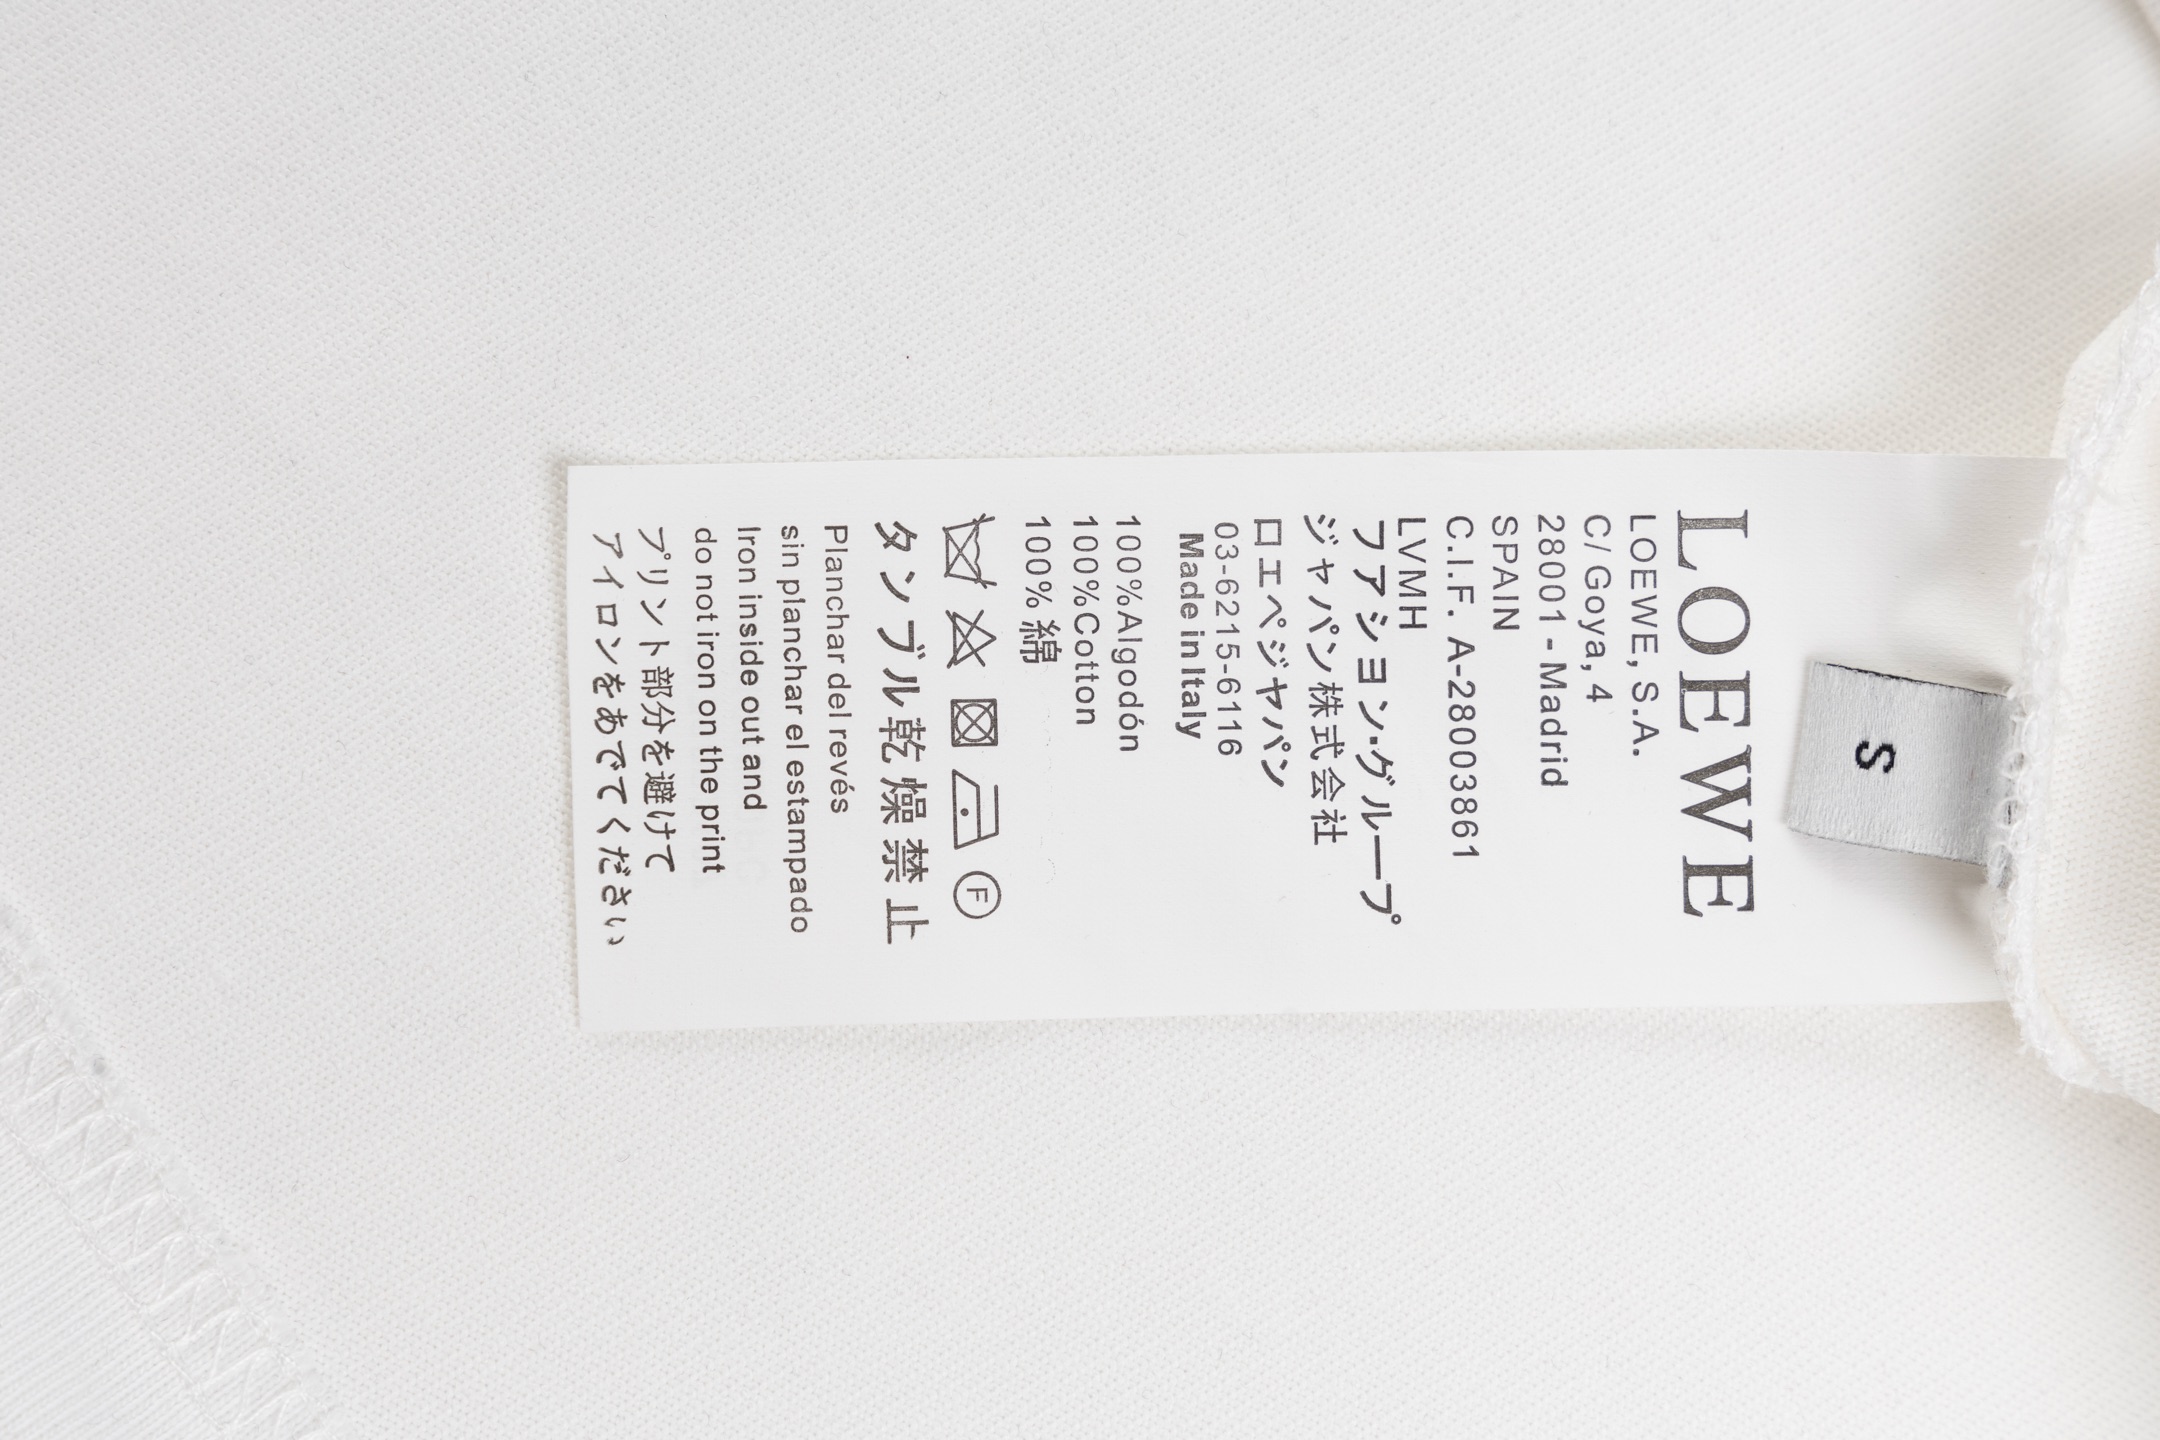 S
LOEWE
LOEWE, S.A.
C/ Goya, 4
28001 - Madrid
SPAIN
C.I.F. A-28003861
LVMH
ファション·グループ
ジャパン株式会社
ロエベジャパン
03-6215-6116
Made in Italy
100%Algodón
100%Cotton
100%綿
F
タンブル乾燥禁止
Planchar del revés
sin planchar el estampado
Iron inside out and
do not iron on the print
プリント部分を避けて
アイロンをあでてください